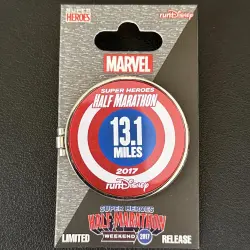 SUPER HEROES
runDisney
MARVEL
SUPER HEROES
HALF MARATHON
13.1
MILES
2017
runDisney
SUPER HEROES
HALF MARATHON
WEEKEND 2017
LIMITED RELEASE